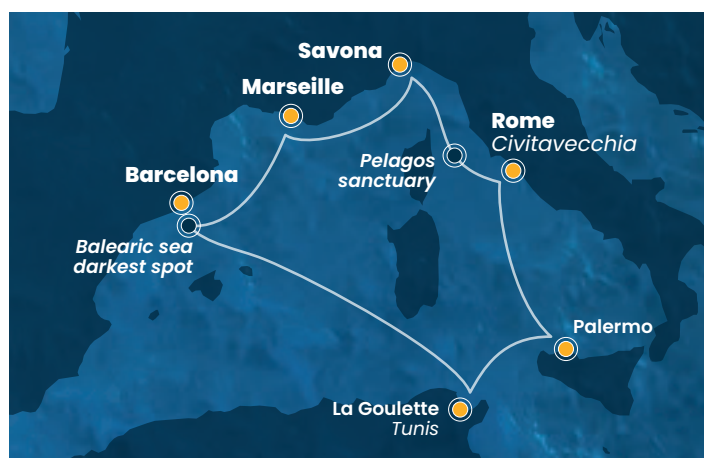 Savona
Marseille
Rome
Civitavecchia
Pelagos
sanctuary
Barcelona
Balearic sea
darkest spot
Palermo
La Goulette
Tunis